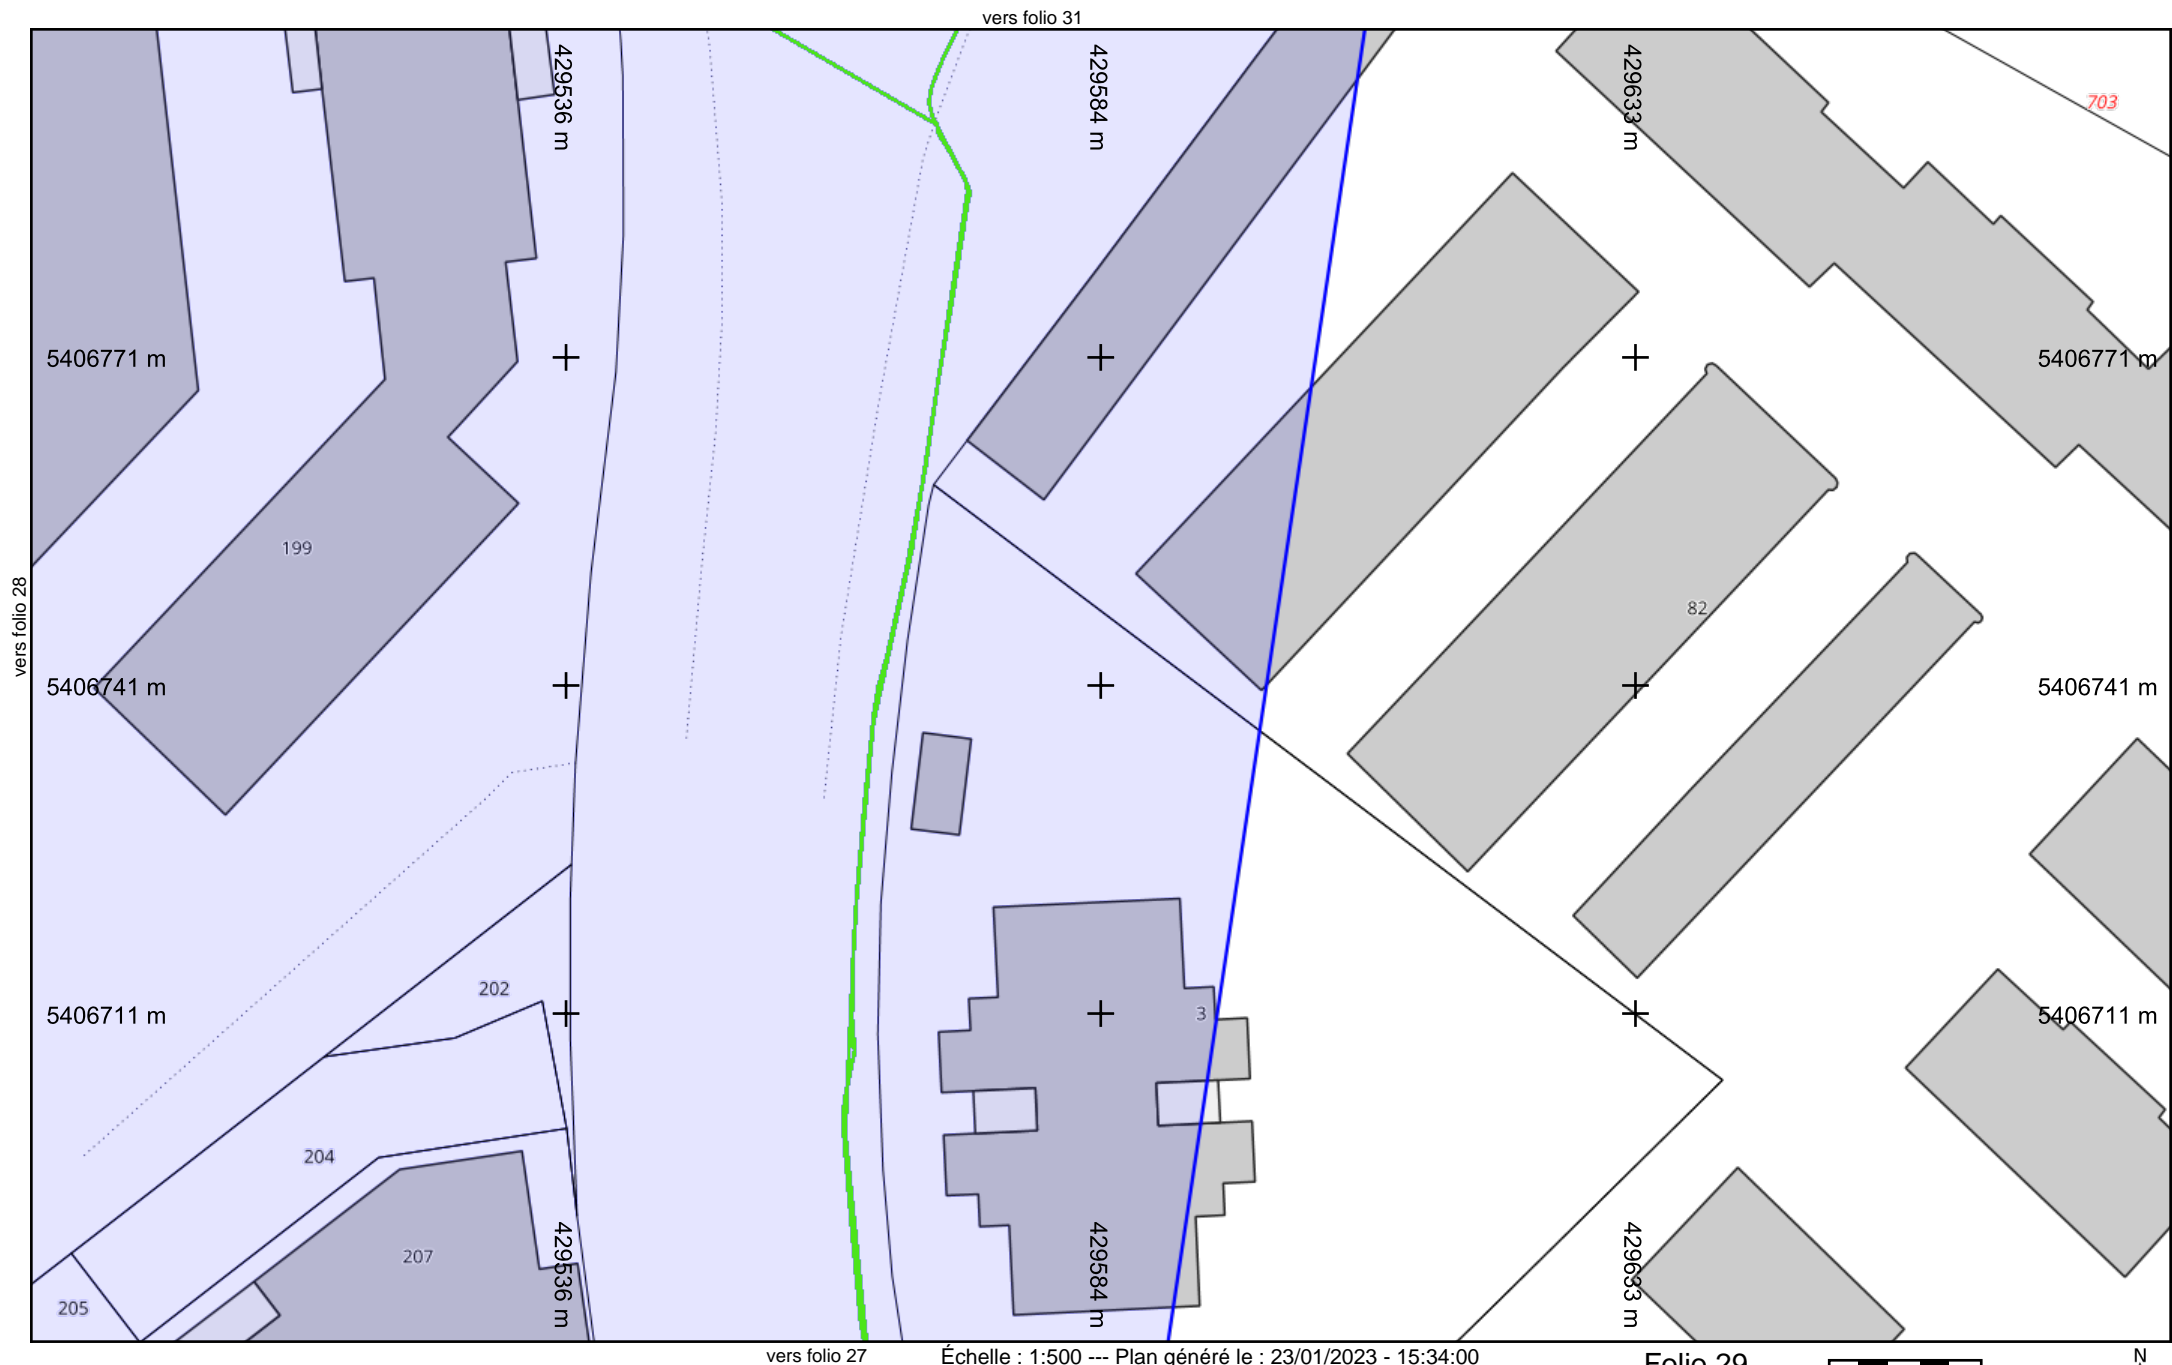 vers folio 31
429536 m
429584 m
429633 m
703
5406771 m
5406771 m
199
vers folio 28
82
5406741 m
5406741 m
202
5406711 m
3
5406711 m
204
207
429536 m
429584 m
429633 m
205
vers folio 27
Échelle : 1:500 --- Plan généré le : 23/01/2023 - 15:34:00
Folio 29
N